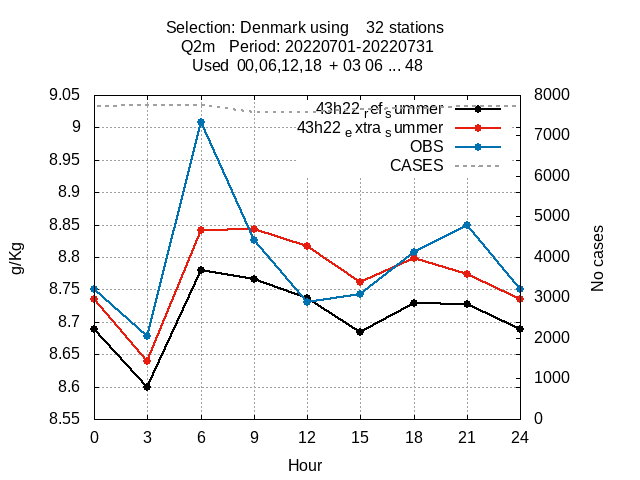 Selection: Denmark using    32 stations
Q2m   Period: 20220701-20220731
Used  00,06,12,18  + 03 06 ... 48
9.05
9
8.95
8.9
8.85
8.8
8.75
8.7
8.65
8.6
8.55
8000
7000
6000
5000
4000
3000
2000
1000
0
43h22_ref_summer
43h22_extra_summer
OBS
CASES
g/Kg
No cases
0 3 6 9 12 15 18 21 24
Hour